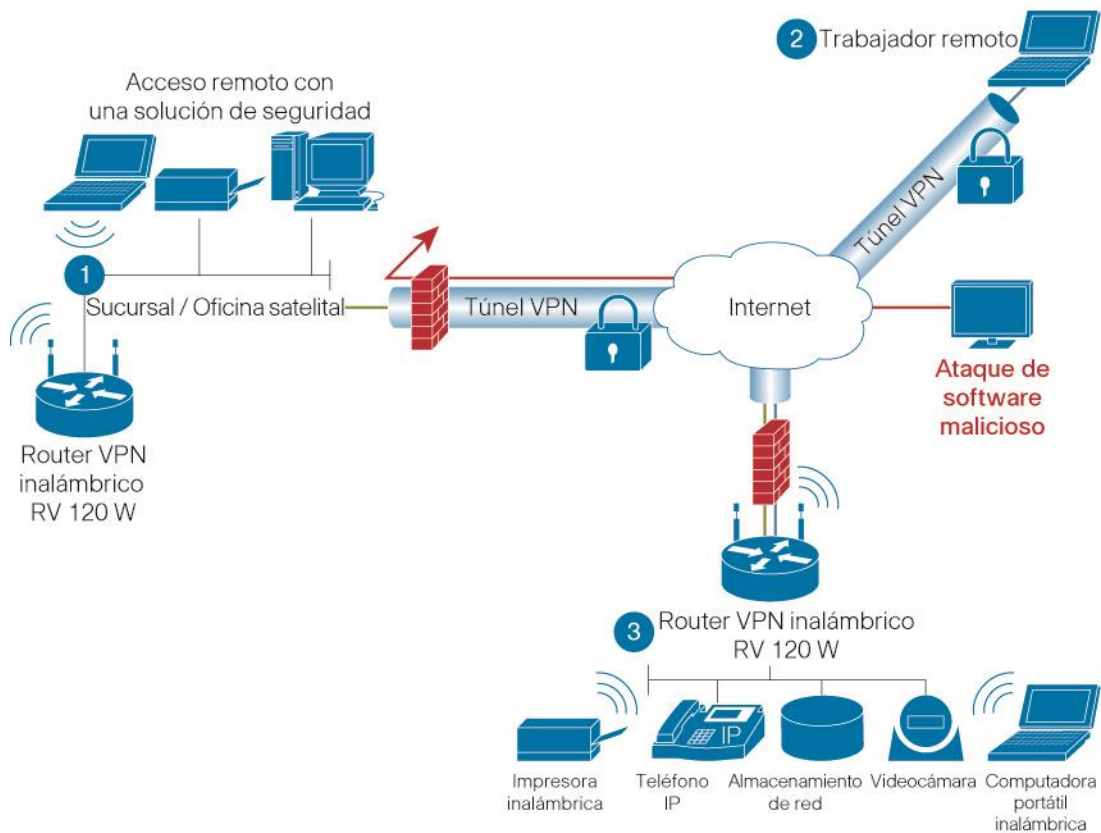 2 Trabajador remoto
Acceso remoto con
una solución de seguridad
Túnel VPN
1
Sucursal / Oficina satelital
Túnel VPN
Internet
Ataque de
software
malicioso
Router VPN
inalámbrico
RV 120 W
3 Router VPN inalámbrico
RV 120 W
IP
Impresora
inalámbrica
Teléfono
IP
Almacenamiento
de red
Videocámara
Computadora
portátil
inalámbrica